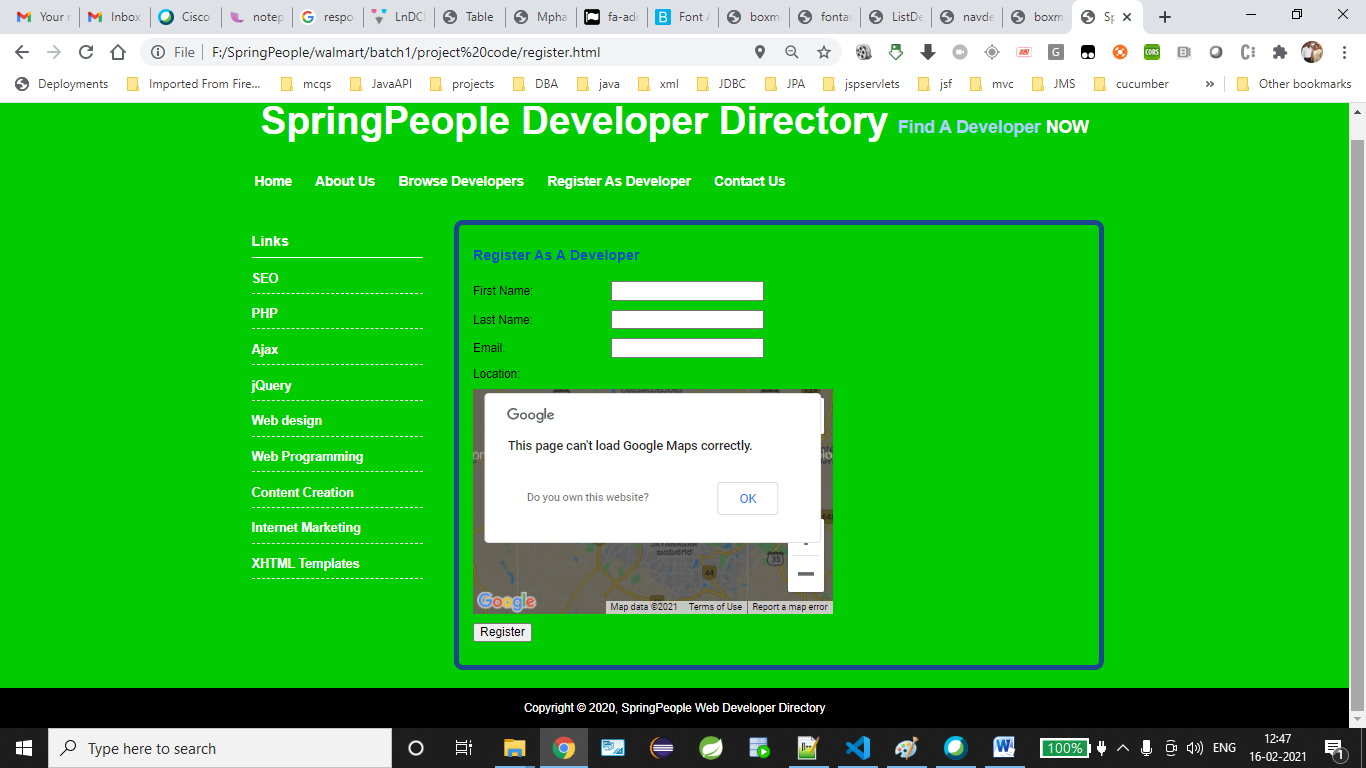 Your
Inbox
Cisco
notep
respo
LnDC
Table
Mpha
fa-add
Font A
boxm
fontav
ListDe
navde
boxm
Sp
File
F:/SpringPeople/walmart/batch1/project%20code/register.html
Deployments
Imported From Fire...
mcqs
JavaAPI
projects
DBA
java
xml
JDBC
JPA
jspservlets
jsf
mvc
JMS
cucumber
»
Other bookmarks
SpringPeople Developer Directory Find A Developer NOW
Home About Us Browse Developers Register As Developer Contact Us
Links
SEO
PHP
Ajax
jQuery
Web design
Web Programming
Content Creation
Internet Marketing
XHTML Templates
Register As A Developer
First Name:
Last Name:
Email:
Location:
Google
This page can't load Google Maps correctly.
Do you own this website?
OK
ಜಯನಗರ
44
35
Google
Map data ©2021 Terms of Use Report a map error
Register
Copyright © 2020, SpringPeople Web Developer Directory
Type here to search
100%
ENG
12:47
16-02-2021
1